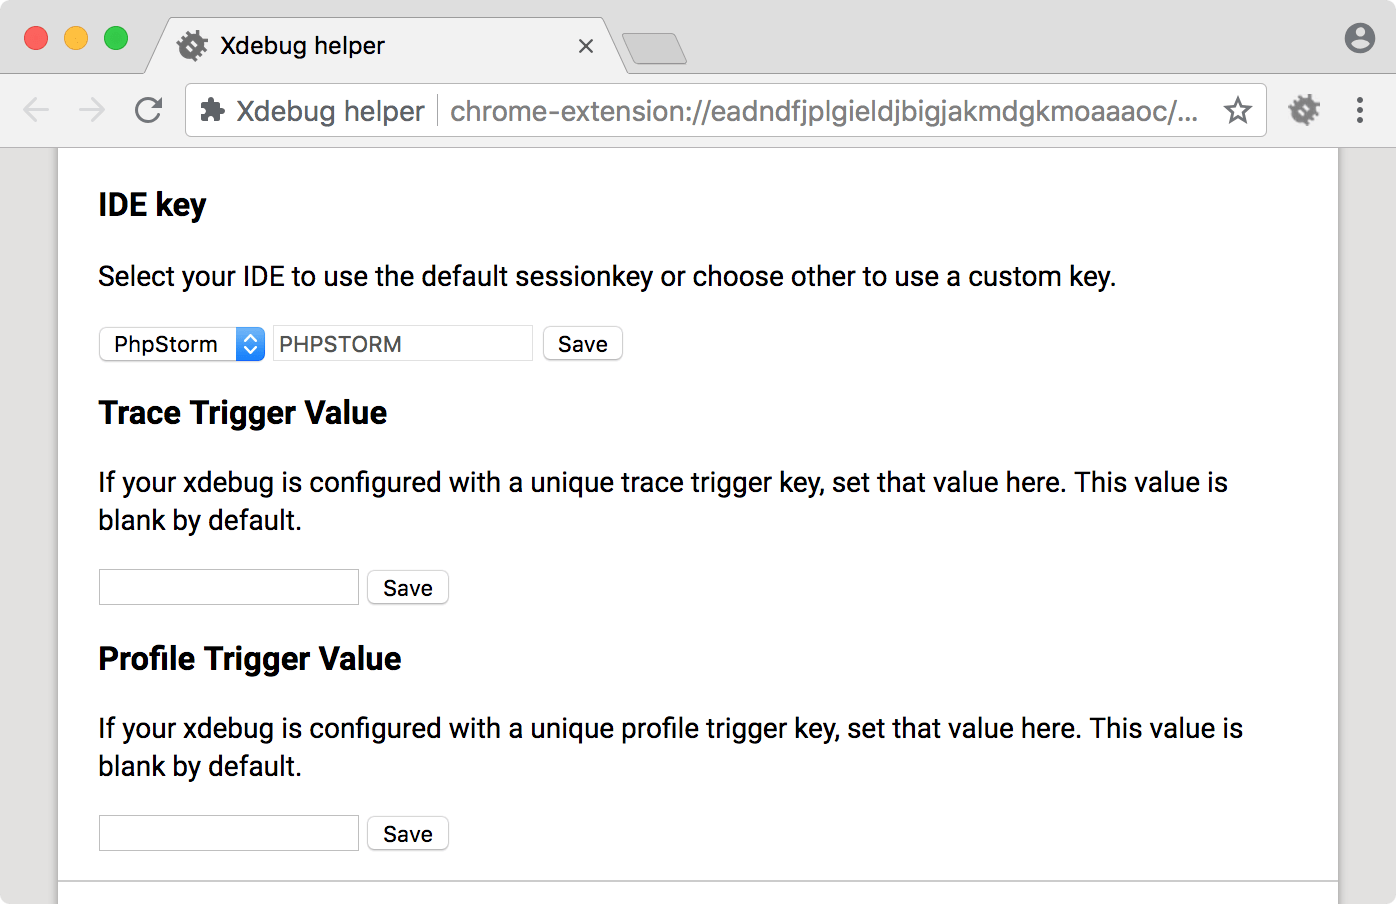 Xdebug helper
Xdebug helper chrome-extension://eadndfjplgieldjbigjakmdgkmoaaaoc/...
IDE key
Select your IDE to use the default sessionkey or choose other to use a custom key.
PhpStorm PHPSTORM Save
Trace Trigger Value
If your xdebug is configured with a unique trace trigger key, set that value here. This value is
blank by default.
Save
Profile Trigger Value
If your xdebug is configured with a unique profile trigger key, set that value here. This value is
blank by default.
Save